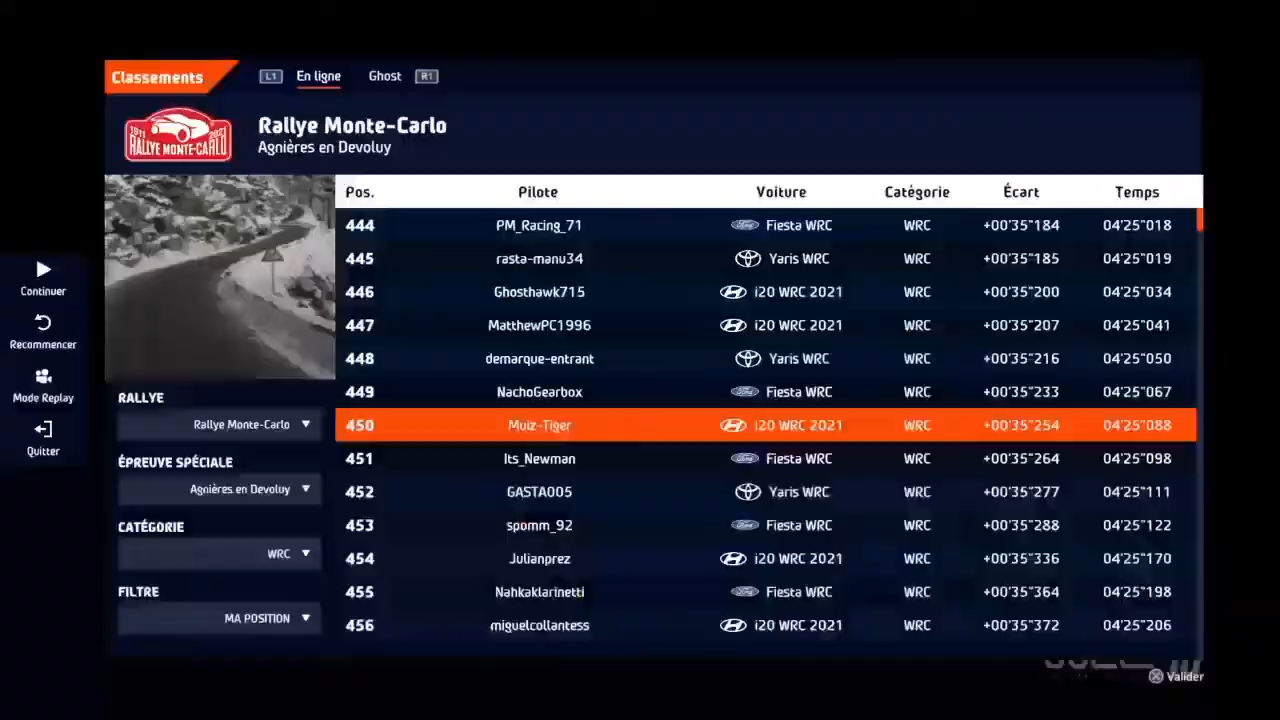 Classements
L1 En ligne Ghost R1
RALLYE MONTE-CARLO
Rallye Monte-Carlo
Agnières en Devoluy
Pos. Pilote Voiture Catégorie Écart Temps
444 PM_Racing_71 Ford Fiesta WRC WRC +00'35"184 04'25"018
445 rasta-manu34 Yaris WRC WRC +00'35"185 04'25"019
446 Ghosthawk715 i20 WRC 2021 WRC +00'35"200 04'25"034
447 MatthewPC1996 i20 WRC 2021 WRC +00'35"207 04'25"041
448 demarque-entrant Yaris WRC WRC +00'35"216 04'25"050
449 NachoGearbox Ford Fiesta WRC WRC +00'35"233 04'25"067
450 Muiz-Tiger i20 WRC 2021 WRC +00'35"254 04'25"088
451 Its_Newman Ford Fiesta WRC WRC +00'35"264 04'25"098
452 GASTA005 Yaris WRC WRC +00'35"277 04'25"111
453 spomm_92 Ford Fiesta WRC WRC +00'35"288 04'25"122
454 Julianprez i20 WRC 2021 WRC +00'35"336 04'25"170
455 Nahkaklarinetti Ford Fiesta WRC WRC +00'35"364 04'25"198
456 miguelcollantess i20 WRC 2021 WRC +00'35"372 04'25"206
Continuer
Recommencer
Mode Replay
Quitter
RALLYE
Rallye Monte-Carlo
ÉPREUVE SPÉCIALE
Agnières en Devoluy
CATÉGORIE
WRC
FILTRE
MA POSITION
Valider